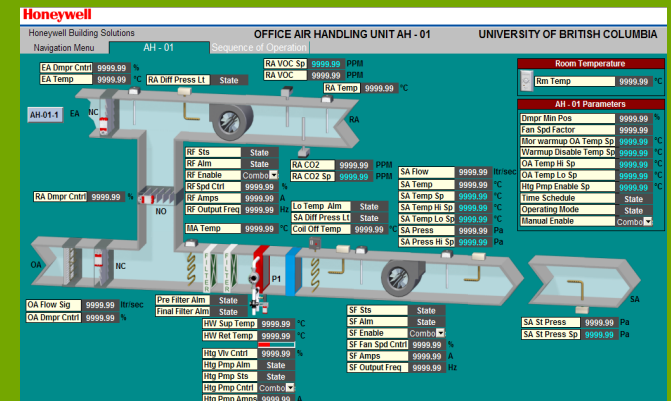 Honeywell
Honeywell Building Solutions
OFFICE AIR HANDLING UNIT AH - 01
UNIVERSITY OF BRITISH COLUMBIA
Navigation Menu
AH - 01
Sequence of Operation
EA Dmpr Cntrl 9999.99 %
EA Temp 9999.99 °C
RA Diff Press Lt State
RA VOC Sp 9999.99 PPM
RA VOC 9999.99 PPM
RA Temp 9999.99 °C
Room Temperature
Rm Temp 9999.99 °C
AH-01-1
EA
NC
RA
AH - 01 Parameters
Dmpr Min Pos 9999.99 %
Fan Spd Factor 9999.99
Mor warmup OA Temp Sp 9999.99 °C
Warmup Disable Temp Sp 9999.99 °C
OA Temp Hi Sp 9999.99 °C
OA Temp Lo Sp 9999.99 °C
Htg Pmp Enable Sp 9999.99 °C
Time Schedule State
Operating Mode State
Manual Enable Combo
RF Sts State
RF Alm State
RF Enable Combo
RFSpd Ctrl 9999.99 %
RF Amps 9999.99 A
RF Output Freq 9999.99 Hz
MA Temp 9999.99 °C
RA CO2 9999.99 PPM
RA CO2 Sp 9999.99 PPM
Lo Temp Alm State
SA Diff Press Lt State
Coil Off Temp 9999.99 °C
SA Flow 9999.99 ltr/sec
SA Temp 9999.99 °C
SA Temp Sp 9999.99 °C
SA Temp Hi Sp 9999.99 °C
SA Temp Lo Sp 9999.99 °C
SA Press 9999.99 Pa
SA Press Hi Sp 9999.99 Pa
RA Dmpr Cntrl 9999.99 %
NO
OA
NC
FILTER
FILTER
P1
SA
OA Flow Sig 9999.99 ltr/sec
OA Dmpr Cntrl 9999.99 %
Pre Filter Alm State
Final Filter Alm State
HW Sup Temp 9999.99 °C
HW Ret Temp 9999.99 °C
Htg Vlv Cntrl 9999.99 %
Htg Pmp Alm State
Htg Pmp Sts State
Htg Pmp Cntrl Combo
Htg Pmp Amps 9999.99 A
SF Sts State
SF Alm State
SF Enable Combo
SF Fan Spd Cntrl 9999.99 %
SF Amps 9999.99 A
SF Output Freq 9999.99 Hz
SA St Press 9999.99 Pa
SA St Press Sp 9999.99 Pa